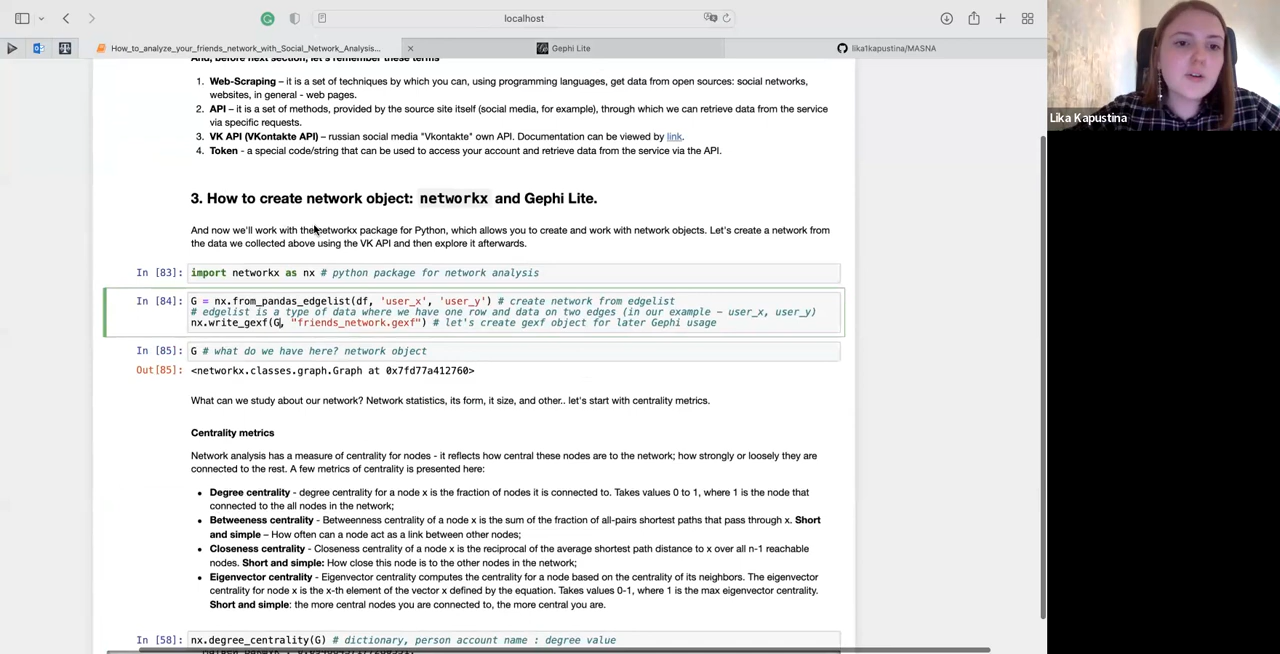 localhost
How_to_analyze_your_friends_network_with_Social_Network_Analysis...
Gephi Lite
lika1kapustina/MASNA
And, before next section, let's remember these terms
1. Web-Scraping – it is a set of techniques by which you can, using programming languages, get data from open sources: social networks,
websites, in general - web pages.
2. API – it is a set of methods, provided by the source site itself (social media, for example), through which we can retrieve data from the service
via specific requests.
3. VK API (VKontakte API) – russian social media "Vkontakte" own API. Documentation can be viewed by link.
4. Token - a special code/string that can be used to access your account and retrieve data from the service via the API.
3. How to create network object: networkx and Gephi Lite.
And now we'll work with the networkx package for Python, which allows you to create and work with network objects. Let's create a network from
the data we collected above using the VK API and then explore it afterwards.
In [83]: import networkx as nx # python package for network analysis
In [84]: G = nx.from_pandas_edgelist(df, 'user_x', 'user_y') # create network from edgelist
# edgelist is a type of data where we have one row and data on two edges (in our example – user_x, user_y)
nx.write_gexf(G, "friends_network.gexf") # let's create gexf object for later Gephi usage
In [85]: G # what do we have here? network object
Out[85]: <networkx.classes.graph.Graph at 0x7fd77a412760>
What can we study about our network? Network statistics, its form, it size, and other.. let's start with centrality metrics.
Centrality metrics
Network analysis has a measure of centrality for nodes - it reflects how central these nodes are to the network; how strongly or loosely they are
connected to the rest. A few metrics of centrality is presented here:
• Degree centrality - degree centrality for a node x is the fraction of nodes it is connected to. Takes values 0 to 1, where 1 is the node that
connected to the all nodes in the network;
• Betweeness centrality - Betweenness centrality of a node x is the sum of the fraction of all-pairs shortest paths that pass through x. Short
and simple – How often can a node act as a link between other nodes;
• Closeness centrality - Closeness centrality of a node x is the reciprocal of the average shortest path distance to x over all n-1 reachable
nodes. Short and simple: How close this node is to the other nodes in the network;
• Eigenvector centrality - Eigenvector centrality computes the centrality for a node based on the centrality of its neighbors. The eigenvector
centrality for node x is the x-th element of the vector x defined by the equation. Takes values 0-1, where 1 is the max eigenvector centrality.
Short and simple: the more central nodes you are connected to, the more central you are.
In [58]: nx.degree_centrality(G) # dictionary, person account name : degree value
Lika Kapustina